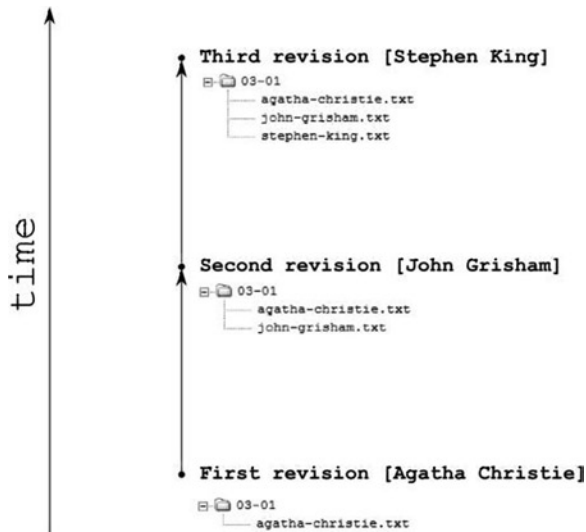 Third revision [Stephen King]
03-01
agatha-christie.txt
john-grisham.txt
stephen-king.txt
time
Second revision [John Grisham]
03-01
agatha-christie.txt
john-grisham.txt
First revision [Agatha Christie]
03-01
agatha-christie.txt